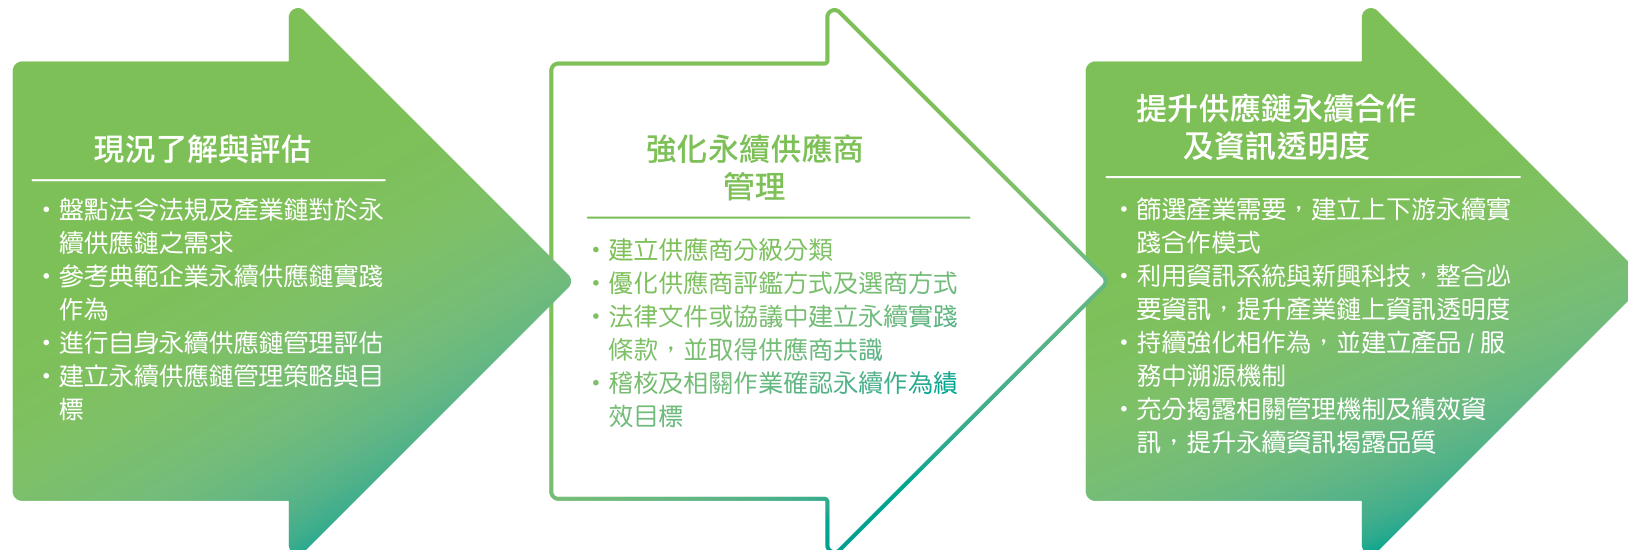 現況了解與評估
・盤點法令法規及產業鏈對於永
續供應鏈之需求
・參考典範企業永續供應鏈實踐
作為
・進行自身永續供應鏈管理評估
・建立永續供應鏈管理策略與目
標
強化永續供應商
管理
・建立供應商分級分類
・優化供應商評鑑方式及選商方式
・法律文件或協議中建立永續實踐
條款，並取得供應商共識
・稽核及相關作業確認永續作為績
效目標
提升供應鏈永續合作
及資訊透明度
・篩選產業需要，建立上下游永續實
踐合作模式
・利用資訊系統與新興科技，整合必
要資訊，提升產業鏈上資訊透明度
・持續強化相作為，並建立產品 / 服
務中溯源機制
・充分揭露相關管理機制及績效資
訊，提升永續資訊揭露品質